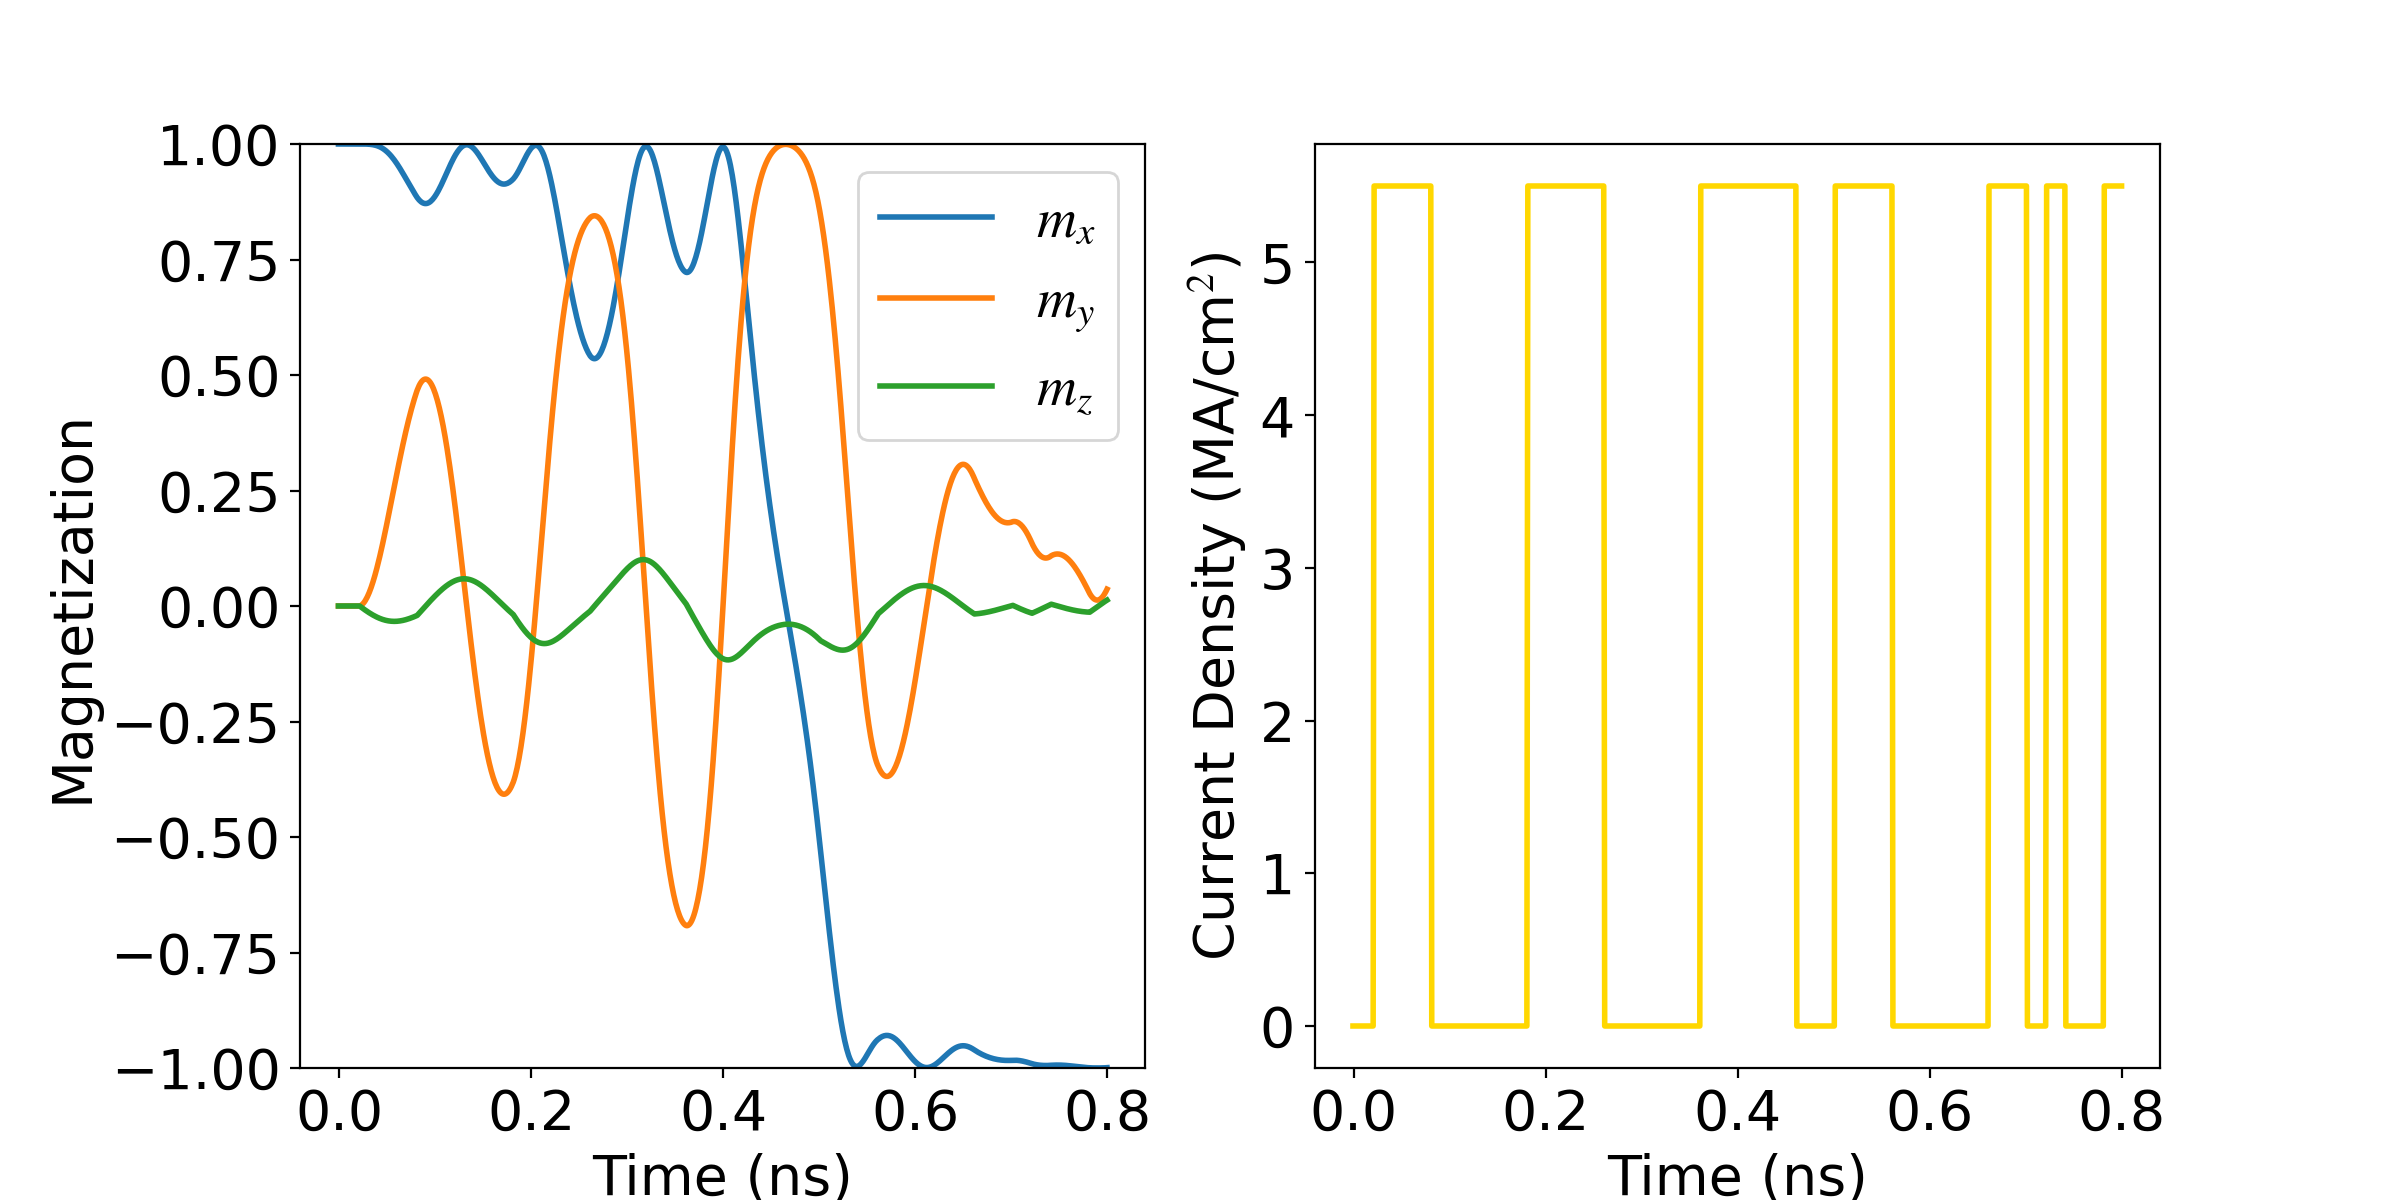 Magnetization
1.00
0.75
0.50
0.25
0.00
−0.25
−0.50
−0.75
−1.00
0.0 0.2 0.4 0.6 0.8
Time (ns)
m_x
m_y
m_z
Current Density (MA/cm²)
5
4
3
2
1
0
0.0 0.2 0.4 0.6 0.8
Time (ns)